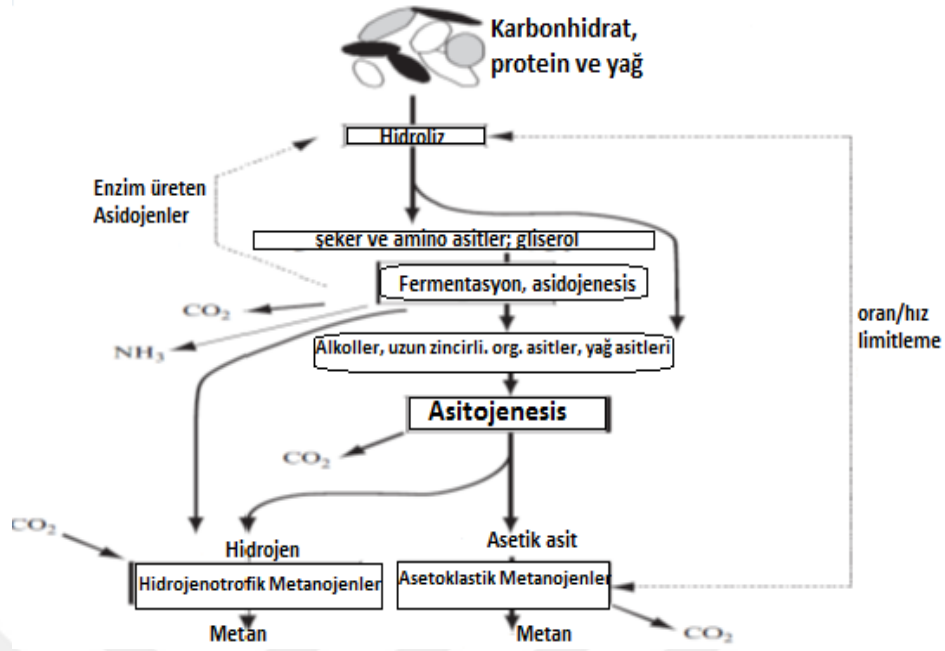 Karbonhidrat,
protein ve yağ
Hidroliz
Enzim üreten
Asidojenler
şeker ve amino asitler; gliserol
Fermentasyon, asidojenesis
CO₂
NH₃
oran/hız
limitleme
Alkoller, uzun zincirli. org. asitler, yağ asitleri
Asitojenesis
CO₂
CO₂
Hidrojen
Asetik asit
Hidrojenotrofik Metanojenler
Asetoklastik Metanojenler
Metan
Metan
CO₂